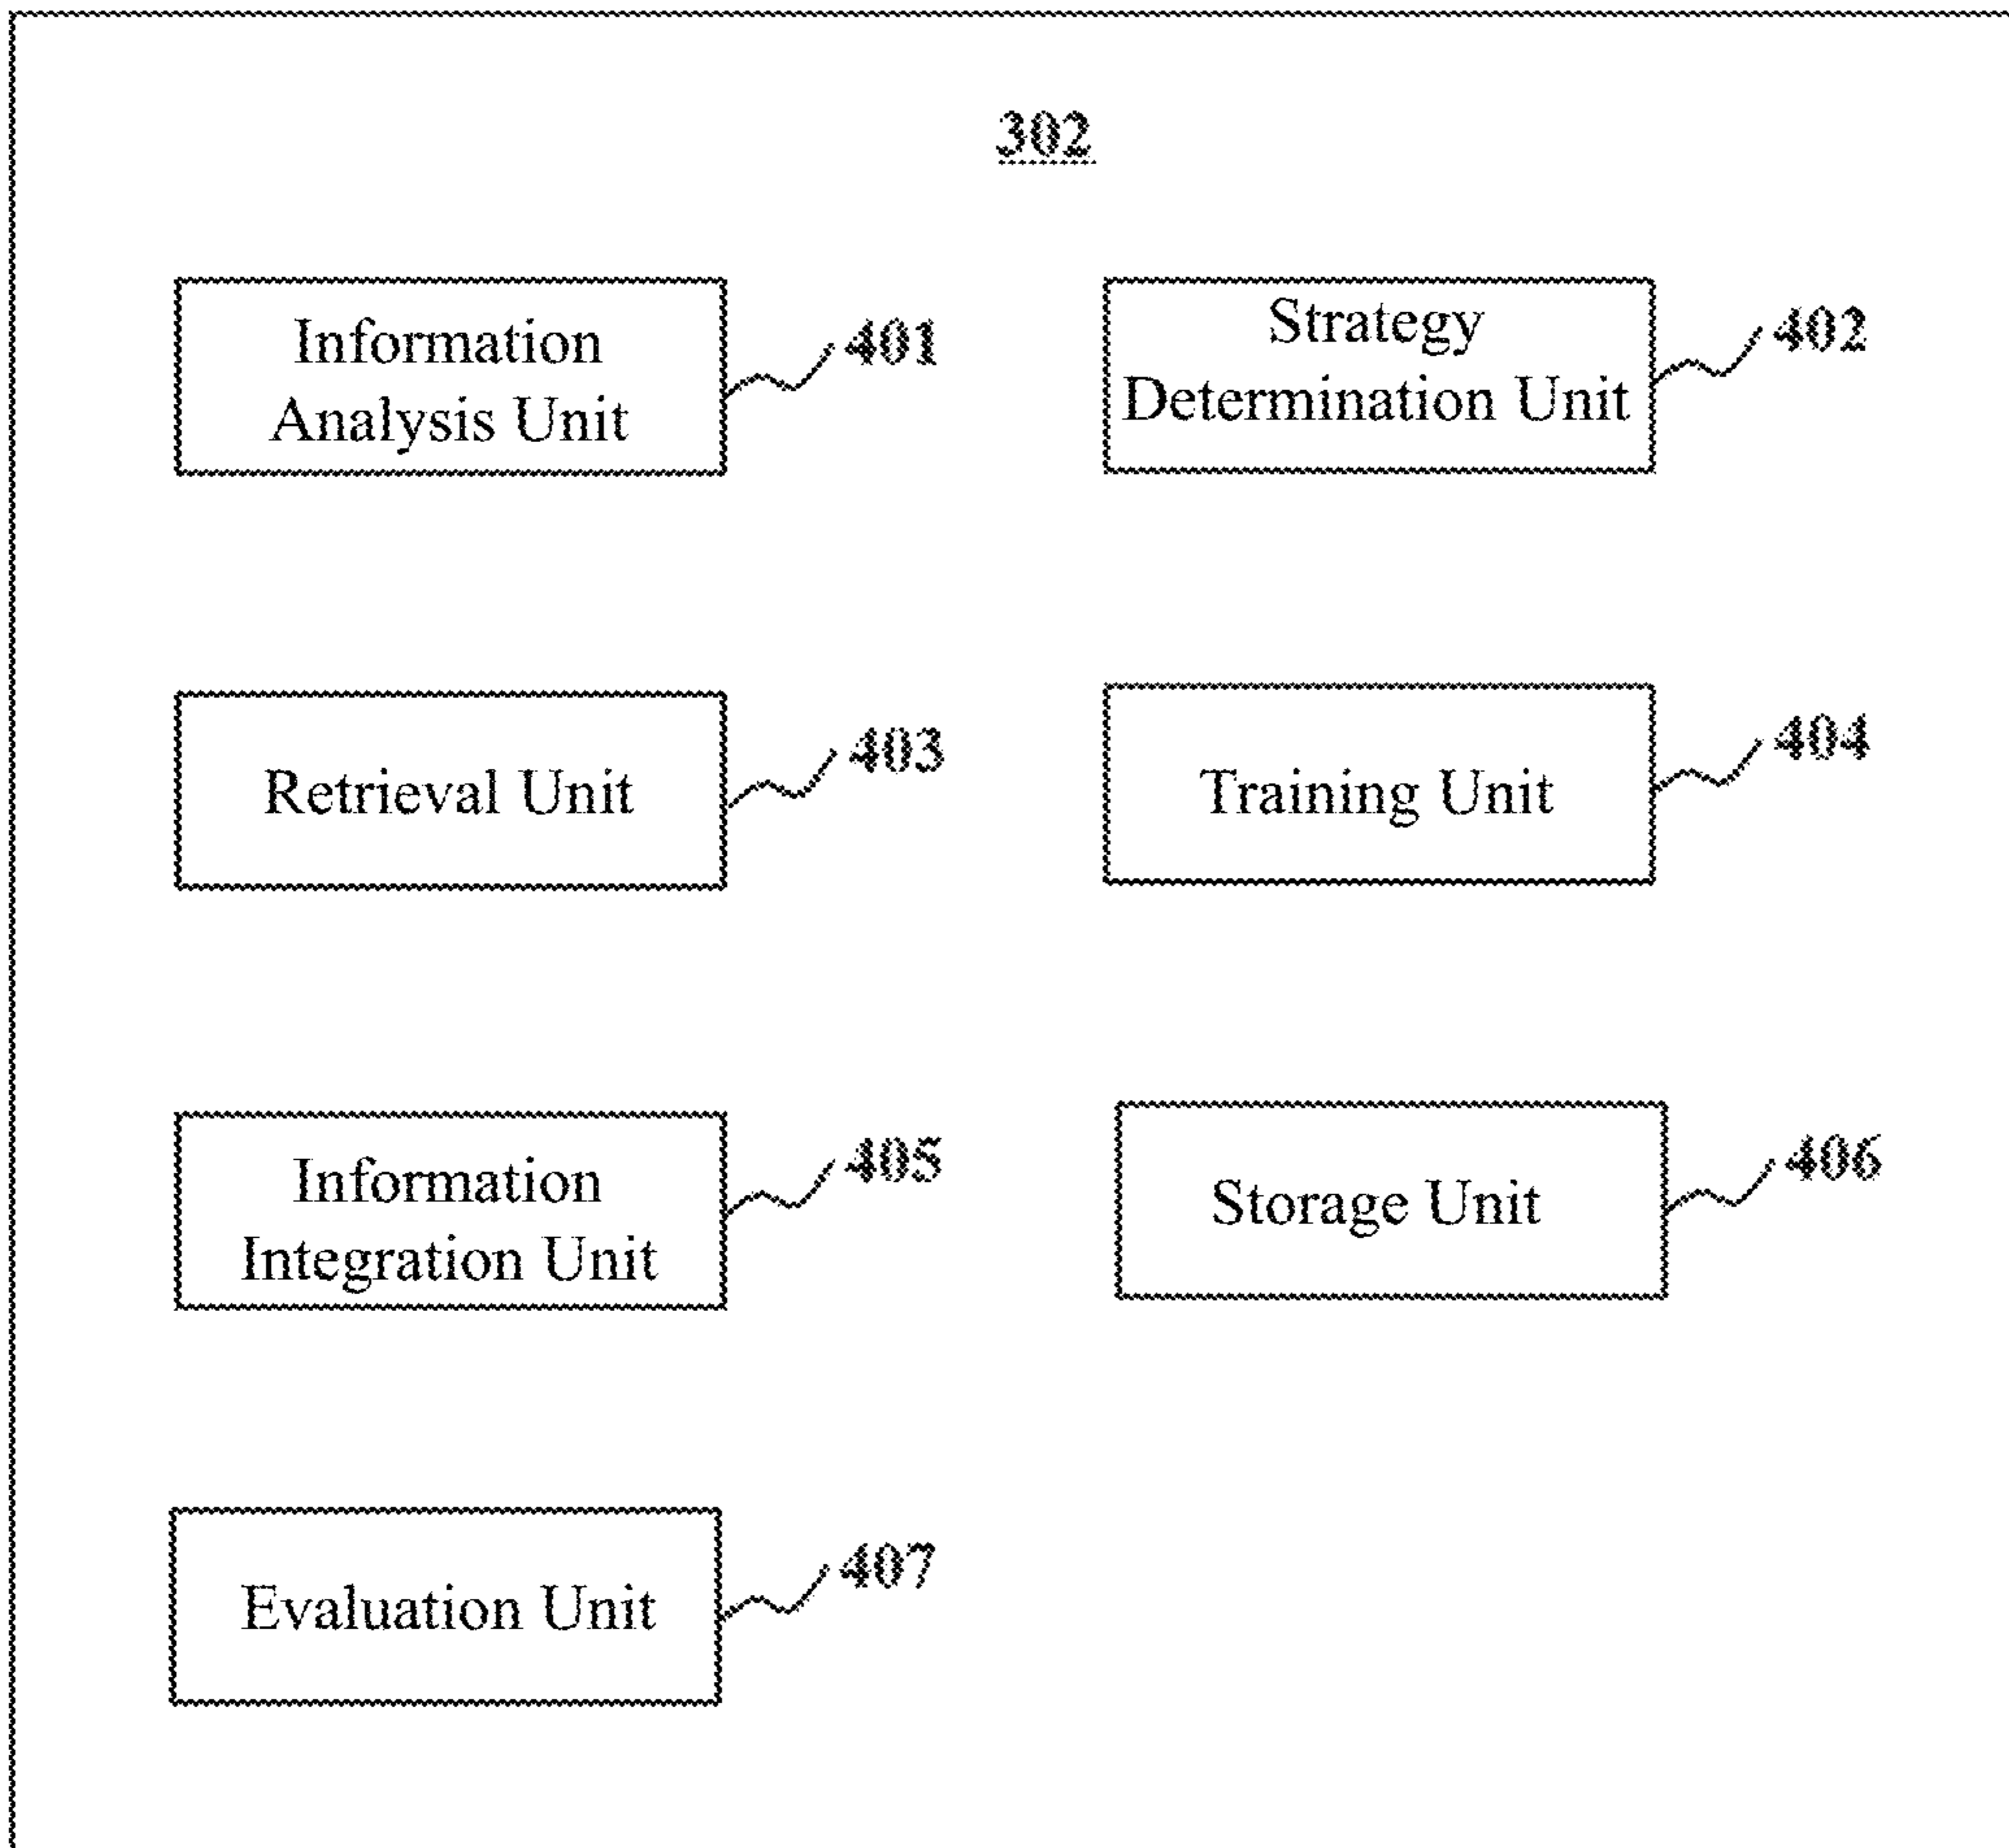 302
Information
Analysis Unit
401
Strategy
Determination Unit
402
Retrieval Unit
403
Training Unit
404
Information
Integration Unit
405
Storage Unit
406
Evaluation Unit
407